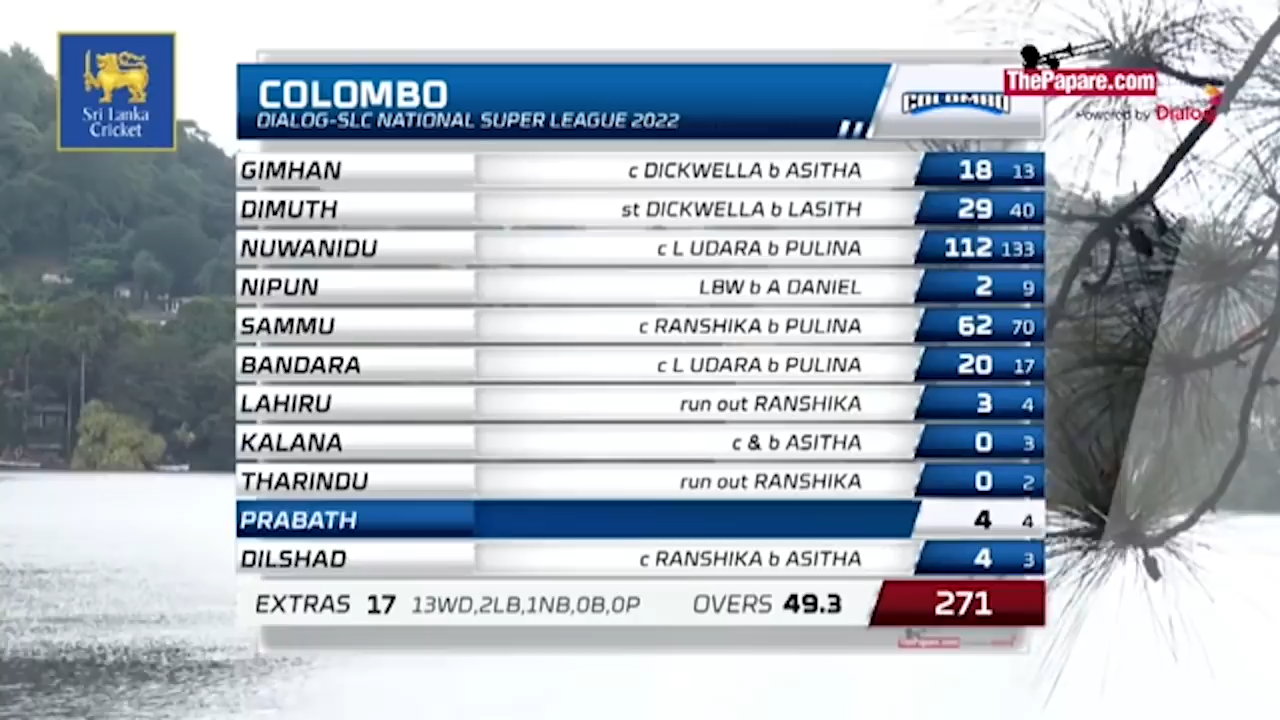 Sri Lanka
Cricket
COLOMBO
DIALOG-SLC NATIONAL SUPER LEAGUE 2022
COLOMBO
ThePapare.com
Powered by Dialog
GIMHAN c DICKWELLA b ASITHA 18 13
DIMUTH st DICKWELLA b LASITH 29 40
NUWANIDU c L UDARA b PULINA 112 133
NIPUN LBW b A DANIEL 2 9
SAMMU c RANSHIKA b PULINA 62 70
BANDARA c L UDARA b PULINA 20 17
LAHIRU run out RANSHIKA 3 4
KALANA c & b ASITHA 0 3
THARINDU run out RANSHIKA 0 2
PRABATH 4 4
DILSHAD c RANSHIKA b ASITHA 4 3
EXTRAS 17 13WD,2LB,1NB,0B,0P OVERS 49.3 271